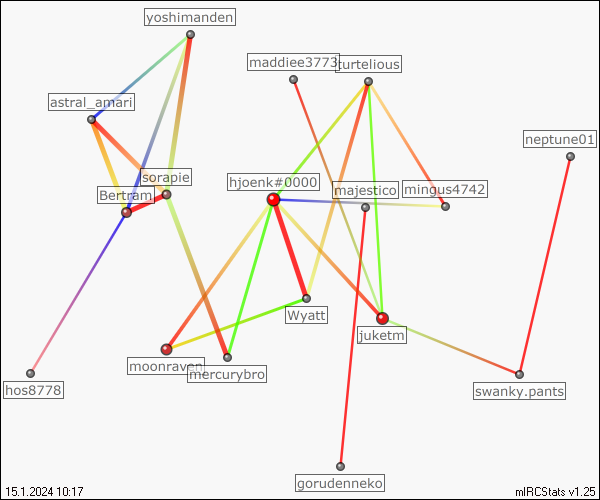 yoshimanden
maddiee3773
turtelious
astral_amari
neptune01
sorapie
hjoenk#0000
majestico
mingus4742
Bertram
Wyatt
juketm
moonraven
mercurybro
hos8778
swanky.pants
gorudenneko
15.1.2024 10:17
mIRCStats v1.25